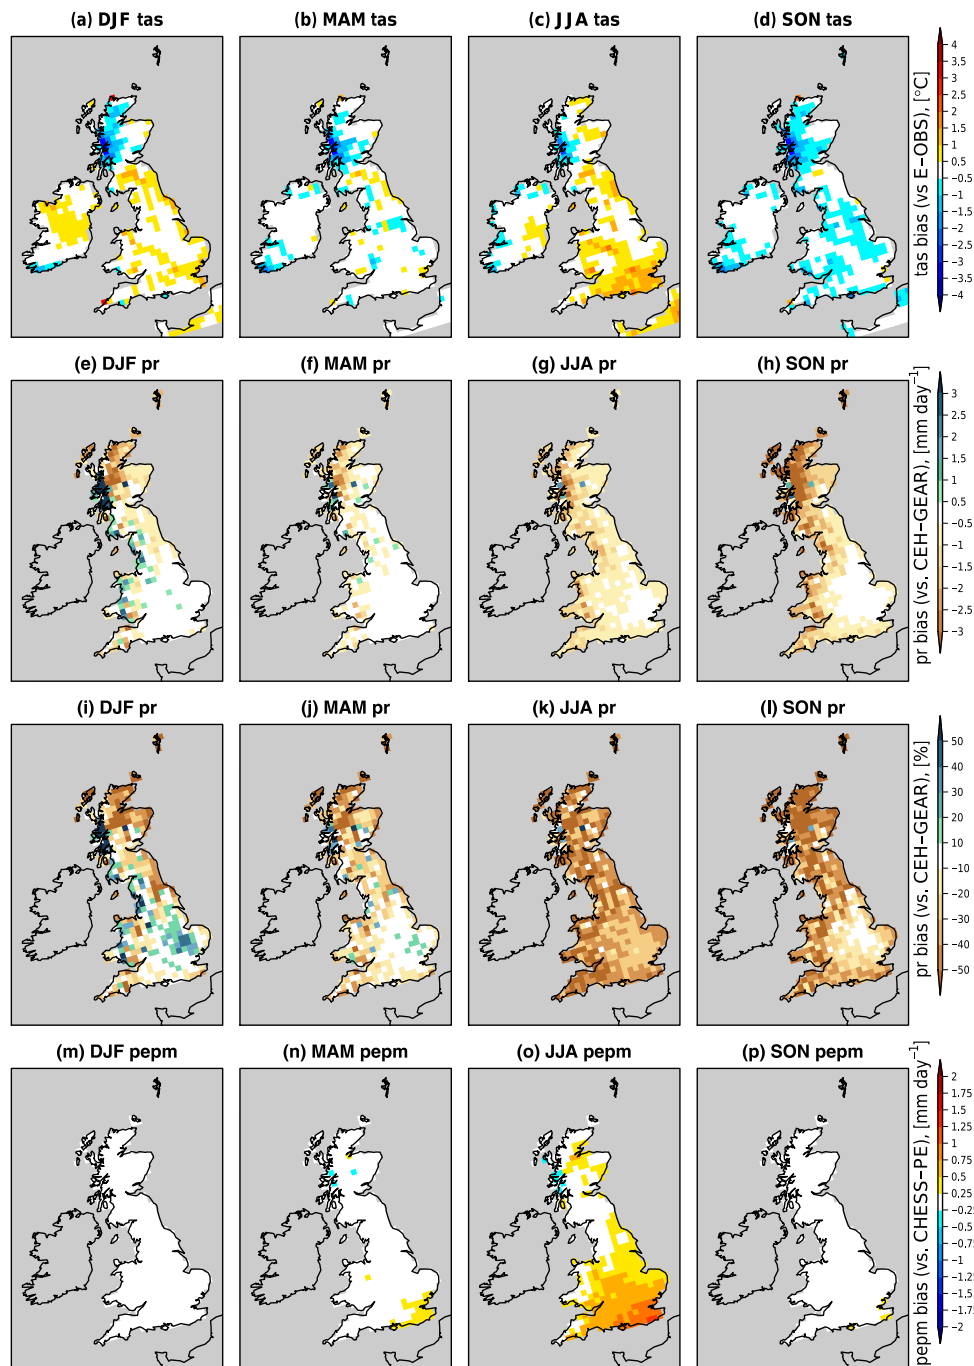 (a) DJF tas
(b) MAM tas
(c) JJA tas
(d) SON tas
4
3.5
3
2.5
2
1.5
1
0.5
−0.5
−1
−1.5
−2
−2.5
−3
−3.5
−4
tas bias (vs E−OBS), [°C]
(e) DJF pr
(f) MAM pr
(g) JJA pr
(h) SON pr
3
2.5
2
1.5
1
0.5
−0.5
−1
−1.5
−2
−2.5
−3
pr bias (vs. CEH−GEAR), [mm day⁻¹]
(i) DJF pr
(j) MAM pr
(k) JJA pr
(l) SON pr
50
40
30
20
10
−10
−20
−30
−40
−50
pr bias (vs. CEH−GEAR), [%]
(m) DJF pepm
(n) MAM pepm
(o) JJA pepm
(p) SON pepm
2
1.75
1.5
1.25
1
0.75
0.5
0.25
−0.25
−0.5
−0.75
−1
−1.25
−1.5
−1.75
−2
pepm bias (vs. CHESS−PE), [mm day⁻¹]